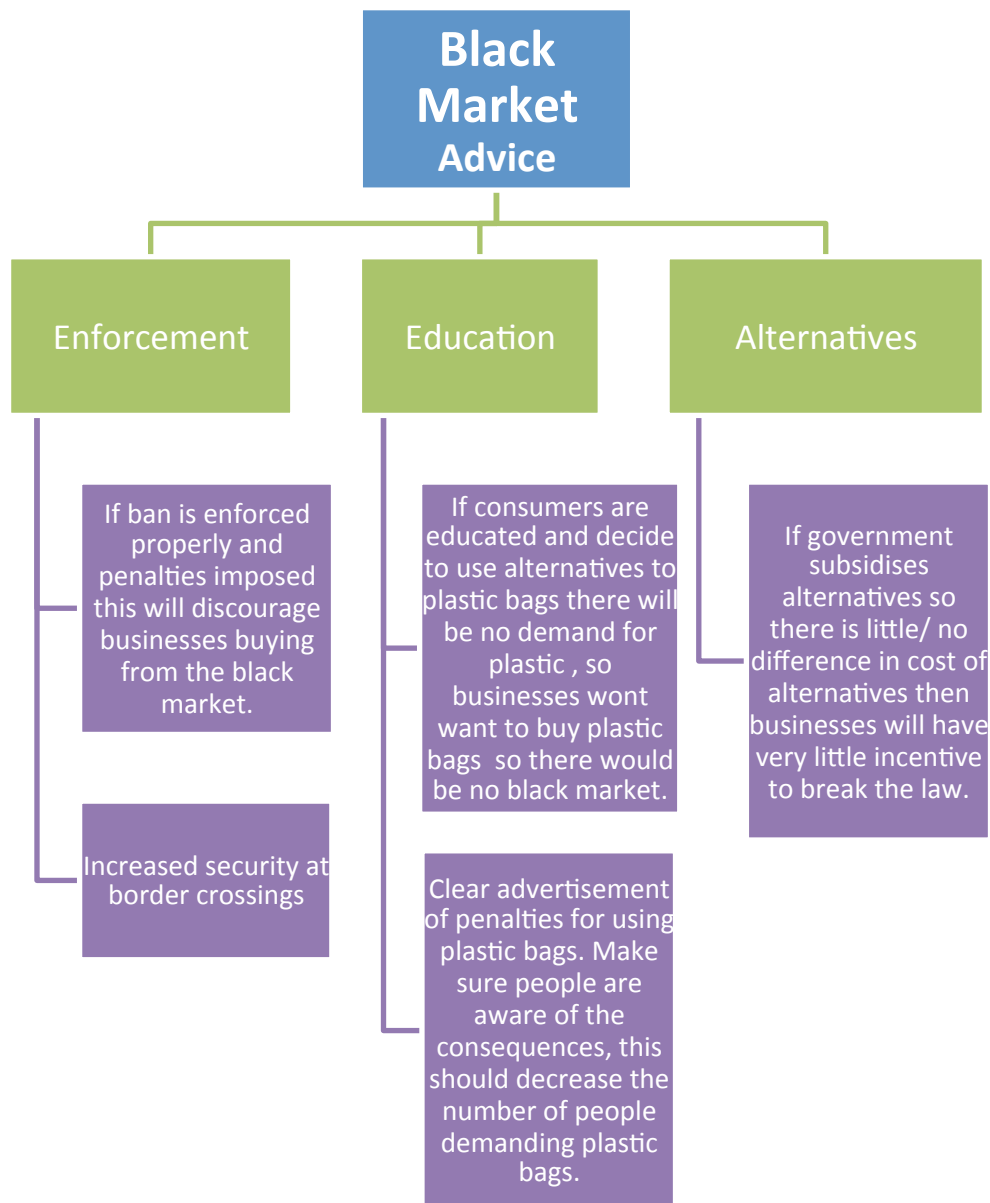 Black
Market
Advice
Enforcement
Education
Alternatives
If ban is enforced
properly and
penalties imposed
this will discourage
businesses buying
from the black
market.
Increased security at
border crossings
If consumers are
educated and decide
to use alternatives to
plastic bags there will
be no demand for
plastic , so
businesses wont
want to buy plastic
bags  so there would
be no black market.
Clear advertisement
of penalties for using
plastic bags. Make
sure people are
aware of the
consequences, this
should decrease the
number of people
demanding plastic
bags.
If government
subsidises
alternatives so
there is little/ no
difference in cost of
alternatives then
businesses will have
very little incentive
to break the law.